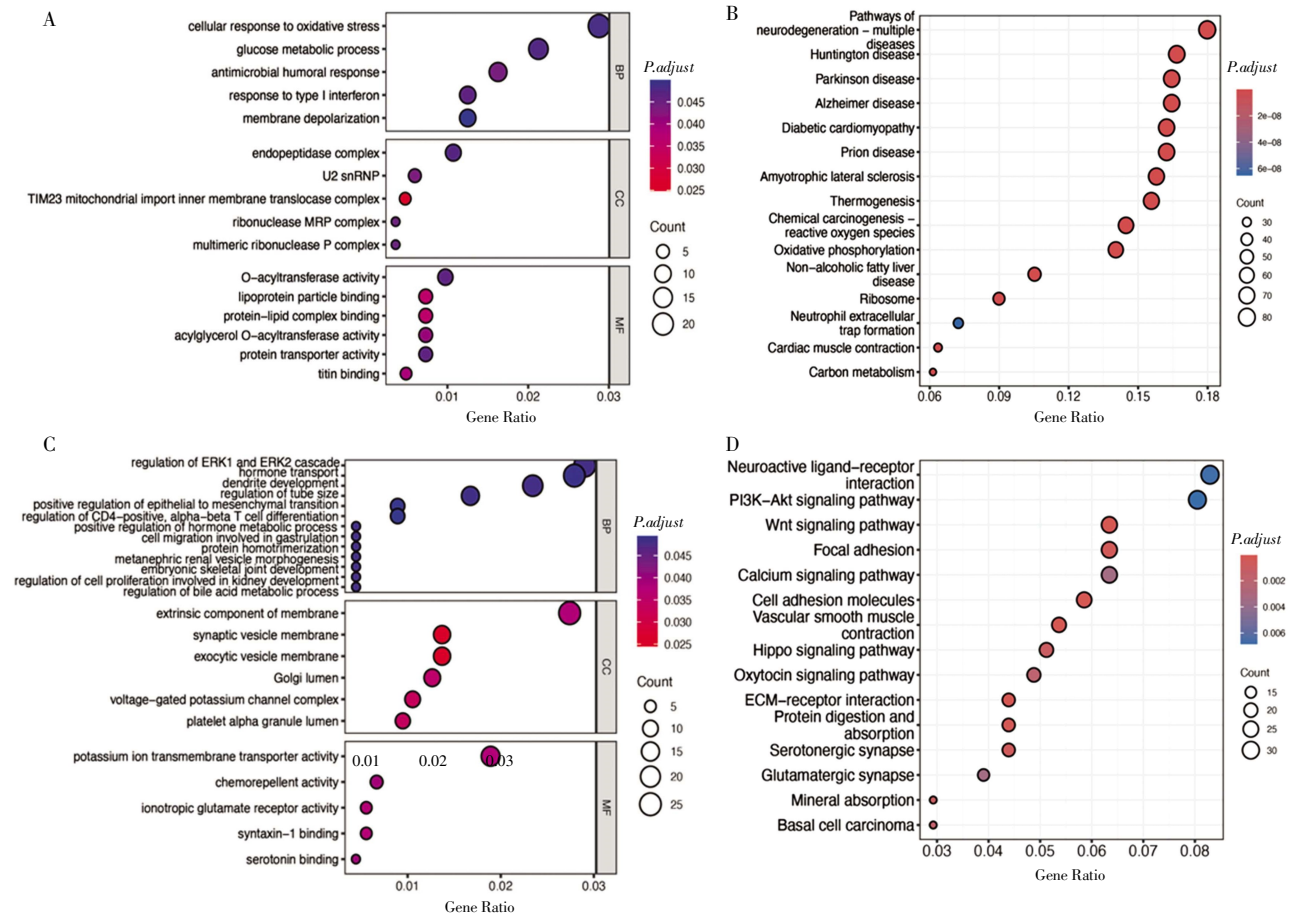 A
cellular response to oxidative stress
glucose metabolic process
antimicrobial humoral response
response to type I interferon
membrane depolarization
BP
endopeptidase complex
U2 snRNP
TIM23 mitochondrial import inner membrane translocase complex
ribonuclease MRP complex
multimeric ribonuclease P complex
CC
O−acyltransferase activity
lipoprotein particle binding
protein−lipid complex binding
acylglycerol O−acyltransferase activity
protein transporter activity
titin binding
MF
0.01 0.02 0.03
Gene Ratio
P.adjust
0.045
0.040
0.035
0.030
0.025
Count
5
10
15
20
B
Pathways of
neurodegeneration − multiple
diseases
Huntington disease
Parkinson disease
Alzheimer disease
Diabetic cardiomyopathy
Prion disease
Amyotrophic lateral sclerosis
Thermogenesis
Chemical carcinogenesis −
reactive oxygen species
Oxidative phosphorylation
Non−alcoholic fatty liver
disease
Ribosome
Neutrophil extracellular
trap formation
Cardiac muscle contraction
Carbon metabolism
0.06 0.09 0.12 0.15 0.18
Gene Ratio
P.adjust
2e−08
4e−08
6e−08
Count
30
40
50
60
70
80
C
regulation of ERK1 and ERK2 cascade
hormone transport
dendrite development
regulation of tube size
positive regulation of epithelial to mesenchymal transition
regulation of CD4−positive, alpha−beta T cell differentiation
positive regulation of hormone metabolic process
cell migration involved in gastrulation
protein homotrimerization
metanephric renal vesicle morphogenesis
embryonic skeletal joint development
regulation of cell proliferation involved in kidney development
regulation of bile acid metabolic process
BP
extrinsic component of membrane
synaptic vesicle membrane
exocytic vesicle membrane
Golgi lumen
voltage−gated potassium channel complex
platelet alpha granule lumen
CC
potassium ion transmembrane transporter activity
0.01 0.02 0.03
chemorepellent activity
ionotropic glutamate receptor activity
syntaxin−1 binding
serotonin binding
MF
0.01 0.02 0.03
Gene Ratio
P.adjust
0.045
0.040
0.035
0.030
0.025
Count
5
10
15
20
25
D
Neuroactive ligand−receptor
interaction
PI3K−Akt signaling pathway
Wnt signaling pathway
Focal adhesion
Calcium signaling pathway
Cell adhesion molecules
Vascular smooth muscle
contraction
Hippo signaling pathway
Oxytocin signaling pathway
ECM−receptor interaction
Protein digestion and
absorption
Serotonergic synapse
Glutamatergic synapse
Mineral absorption
Basal cell carcinoma
0.03 0.04 0.05 0.06 0.07 0.08
Gene Ratio
P.adjust
0.002
0.004
0.006
Count
15
20
25
30